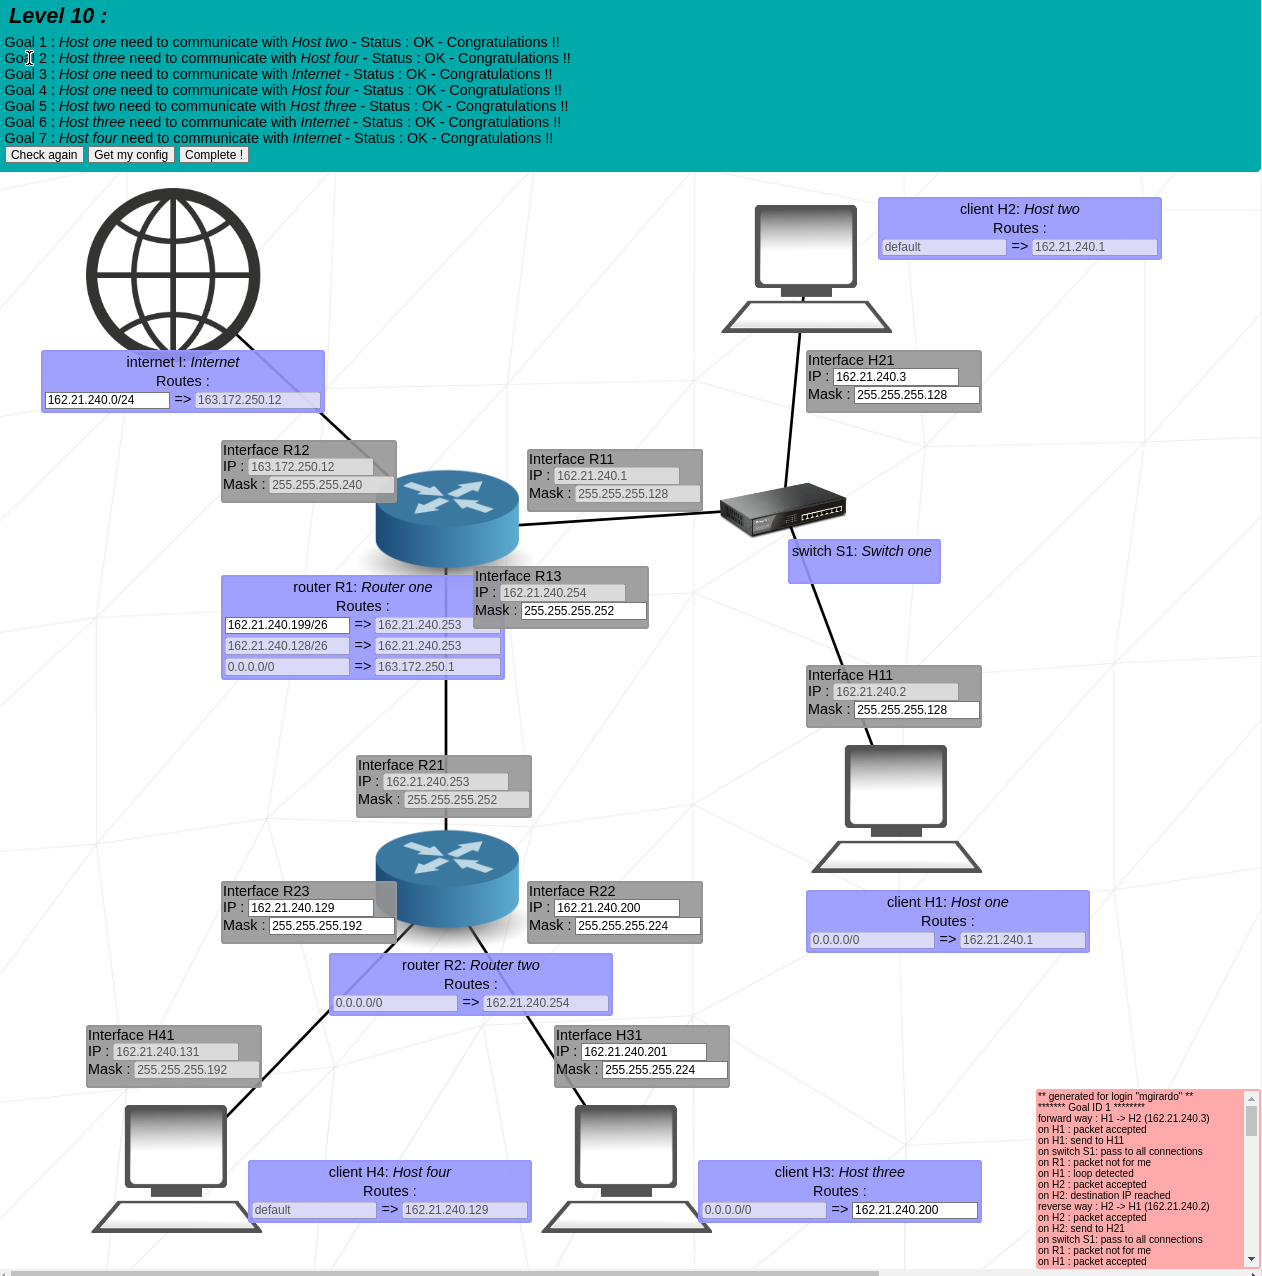 Level 10 :
Goal 1 : Host one need to communicate with Host two - Status : OK - Congratulations !!
Goal 2 : Host three need to communicate with Host four - Status : OK - Congratulations !!
Goal 3 : Host one need to communicate with Internet - Status : OK - Congratulations !!
Goal 4 : Host one need to communicate with Host four - Status : OK - Congratulations !!
Goal 5 : Host two need to communicate with Host three - Status : OK - Congratulations !!
Goal 6 : Host three need to communicate with Internet - Status : OK - Congratulations !!
Goal 7 : Host four need to communicate with Internet - Status : OK - Congratulations !!
Check again Get my config Complete !
client H2: Host two
Routes :
default => 162.21.240.1
internet I: Internet
Routes :
162.21.240.0/24 => 163.172.250.12
Interface H21
IP : 162.21.240.3
Mask : 255.255.255.128
Interface R12
IP : 163.172.250.12
Mask : 255.255.255.240
Interface R11
IP : 162.21.240.1
Mask : 255.255.255.128
switch S1: Switch one
Interface R13
IP : 162.21.240.254
Mask : 255.255.255.252
router R1: Router one
Routes :
162.21.240.199/26 => 162.21.240.253
162.21.240.128/26 => 162.21.240.253
0.0.0.0/0 => 163.172.250.1
Interface H11
IP : 162.21.240.2
Mask : 255.255.255.128
Interface R21
IP : 162.21.240.253
Mask : 255.255.255.252
Interface R23
IP : 162.21.240.129
Mask : 255.255.255.192
Interface R22
IP : 162.21.240.200
Mask : 255.255.255.224
client H1: Host one
Routes :
0.0.0.0/0 => 162.21.240.1
router R2: Router two
Routes :
0.0.0.0/0 => 162.21.240.254
Interface H41
IP : 162.21.240.131
Mask : 255.255.255.192
Interface H31
IP : 162.21.240.201
Mask : 255.255.255.224
client H4: Host four
Routes :
default => 162.21.240.129
client H3: Host three
Routes :
0.0.0.0/0 => 162.21.240.200
** generated for login "mgirardo" **
******* Goal ID 1 ********
forward way : H1 -> H2 (162.21.240.3)
on H1 : packet accepted
on H1: send to H11
on switch S1: pass to all connections
on R1 : packet not for me
on H1 : loop detected
on H2 : packet accepted
on H2: destination IP reached
reverse way : H2 -> H1 (162.21.240.2)
on H2 : packet accepted
on H2: send to H21
on switch S1: pass to all connections
on R1 : packet not for me
on H1 : packet accepted